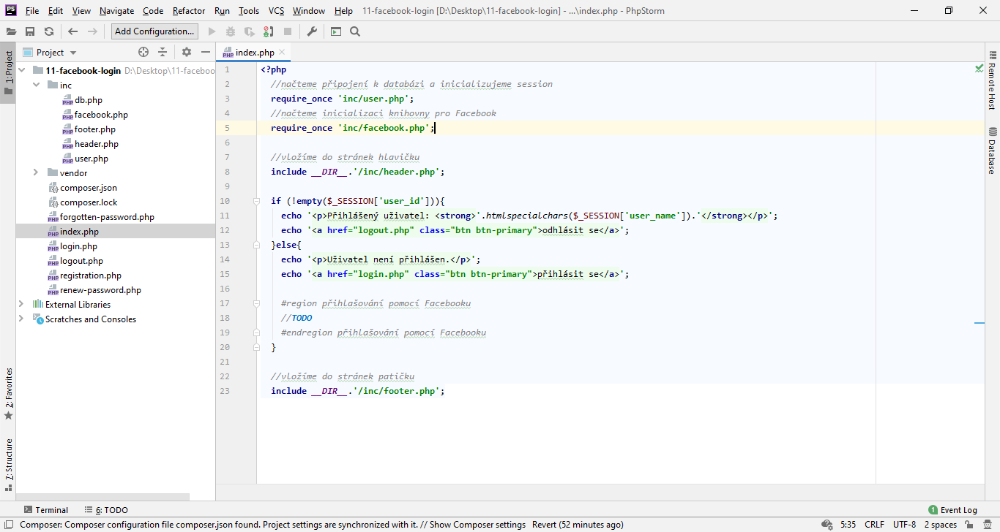 PS File Edit View Navigate Code Refactor Run Tools VCS Window Help 11-facebook-login [D:\Desktop\11-facebook-login] - ...\index.php - PhpStorm
Add Configuration...
1: Project
Project
index.php
11-facebook-login D:\Desktop\11-faceboo
inc
db.php
facebook.php
footer.php
header.php
user.php
vendor
composer.json
composer.lock
forgotten-password.php
index.php
login.php
logout.php
registration.php
renew-password.php
External Libraries
Scratches and Consoles
2: Favorites
7: Structure
1 <?php
2 //načteme připojení k databázi a inicializujeme session
3 require_once 'inc/user.php';
4 //načteme inicializaci knihovny pro Facebook
5 require_once 'inc/facebook.php';
6
7 //vložíme do stránek hlavičku
8 include __DIR__.'/inc/header.php';
9
10 if (!empty($_SESSION['user_id'])){
11 echo '<p>Přihlášený uživatel: <strong>'.htmlspecialchars($_SESSION['user_name']).'</strong></p>';
12 echo '<a href="logout.php" class="btn btn-primary">odhlásit se</a>';
13 }else{
14 echo '<p>Uživatel není přihlášen.</p>';
15 echo '<a href="login.php" class="btn btn-primary">přihlásit se</a>';
16
17 #region přihlašování pomocí Facebooku
18 //TODO
19 #endregion přihlašování pomocí Facebooku
20 }
21
22 //vložíme do stránek patičku
23 include __DIR__.'/inc/footer.php';
Remote Host
Database
Terminal 6: TODO
1 Event Log
Composer: Composer configuration file composer.json found. Project settings are synchronized with it. // Show Composer settings Revert (52 minutes ago)
5:35 CRLF UTF-8 2 spaces